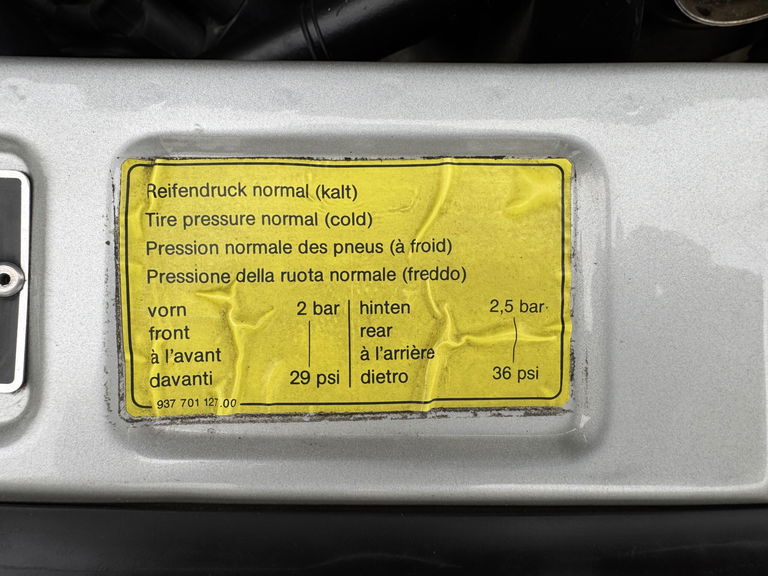 Reifendruck normal (kalt)
Tire pressure normal (cold)
Pression normale des pneus (à froid)
Pressione della ruota normale (freddo)
vorn 2 bar hinten 2,5 bar
front rear
à l'avant à l'arrière
davanti 29 psi dietro 36 psi
937 701 127.00